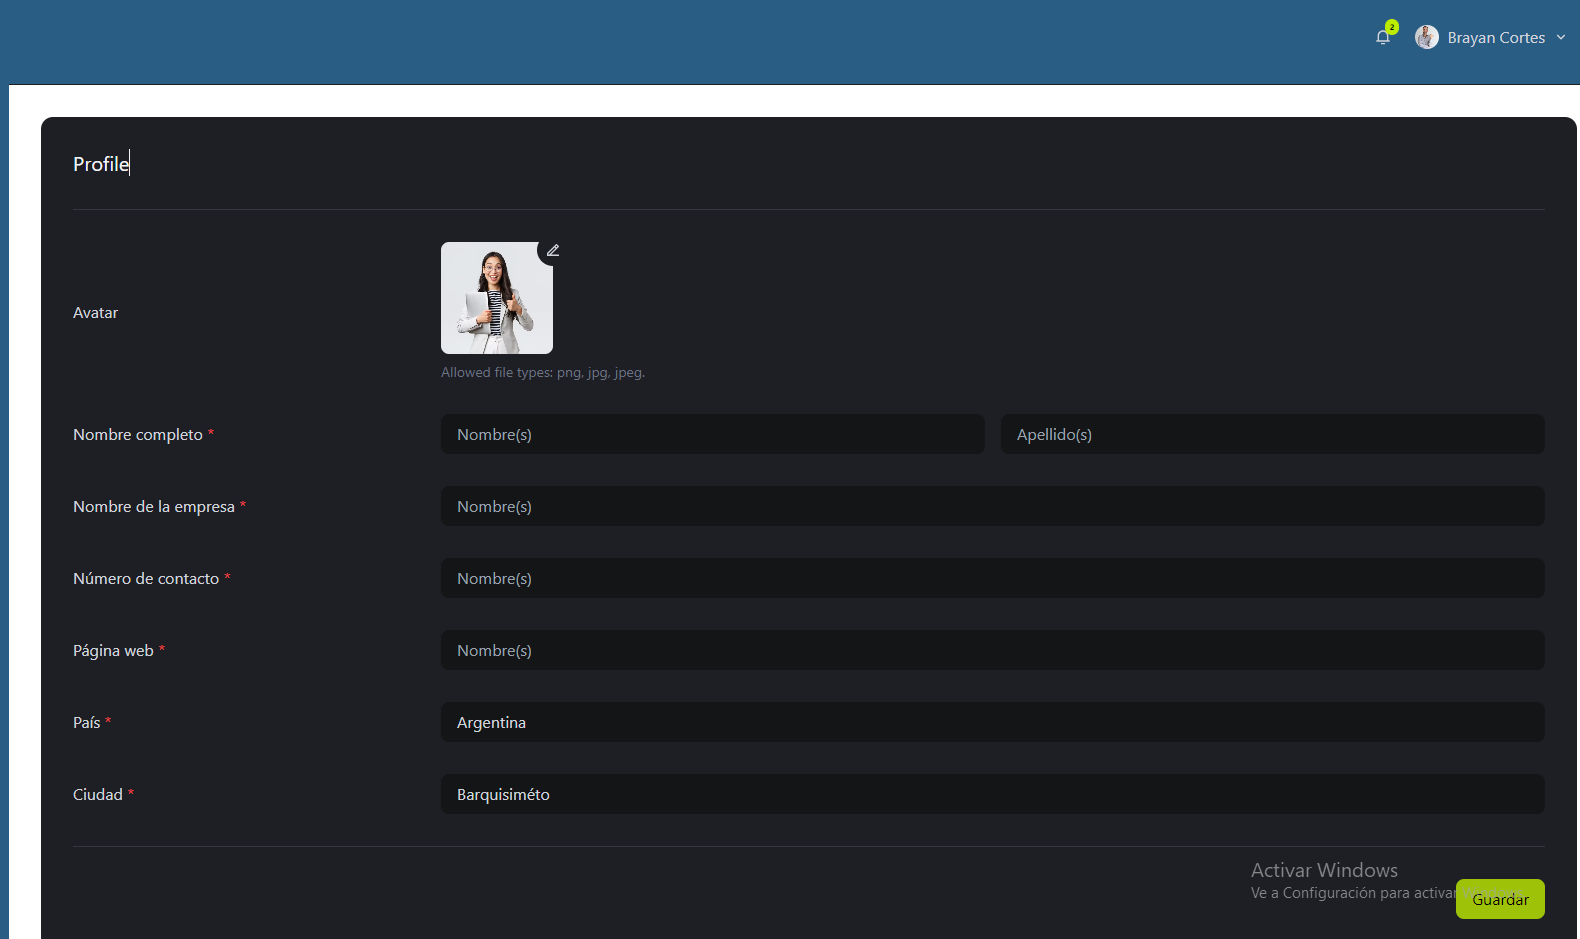 2
Brayan Cortes
Profile
Avatar
Allowed file types: png, jpg, jpeg.
Nombre completo *
Nombre(s)
Apellido(s)
Nombre de la empresa *
Nombre(s)
Número de contacto *
Nombre(s)
Página web *
Nombre(s)
País *
Argentina
Ciudad *
Barquisiméto
Activar Windows
Ve a Configuración para activar
Guardar